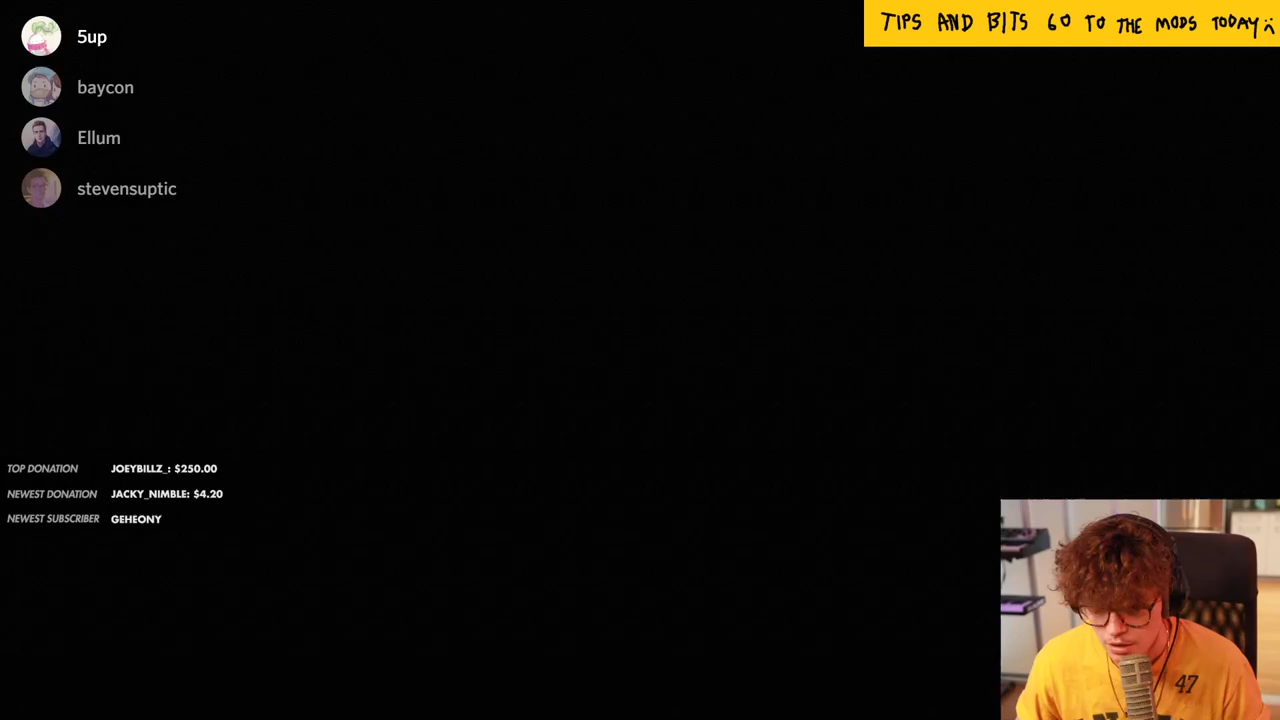 5up
TIPS AND BITS GO TO THE MODS TODAY :(
baycon
Ellum
stevensuptic
TOP DONATION JOEYBILLZ_: $250.00
NEWEST DONATION JACKY_NIMBLE: $4.20
NEWEST SUBSCRIBER GEHEONY
47